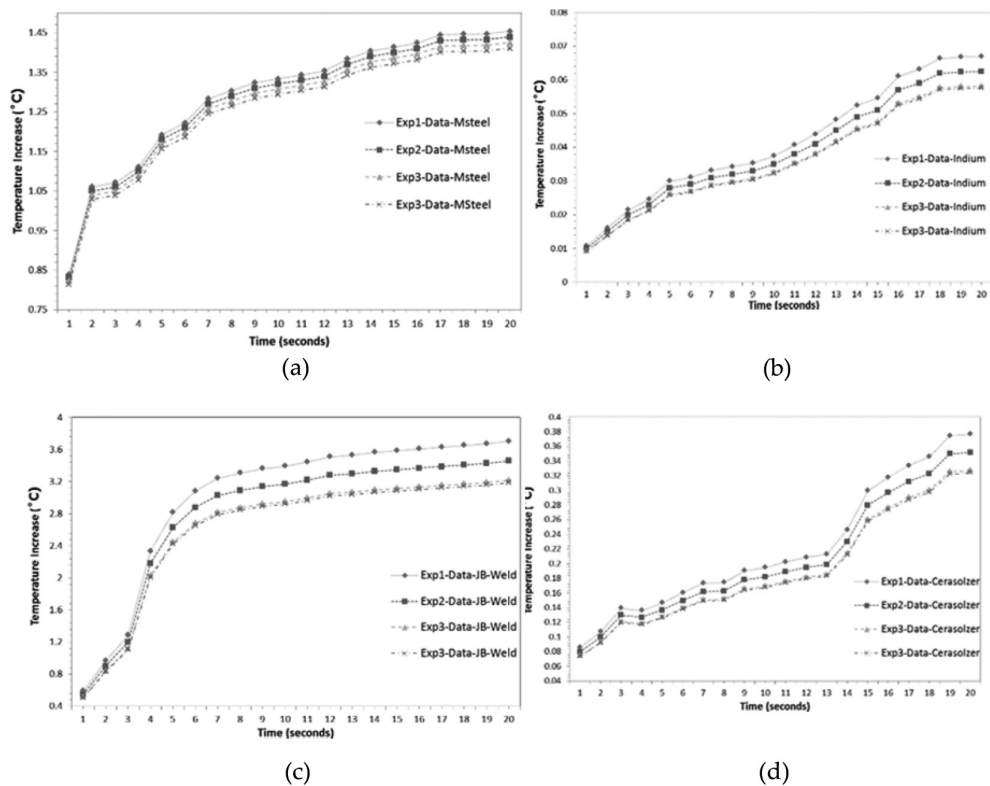 1.45
1.35
1.25
1.15
1.05
0.95
0.85
0.75
Temperature Increase (˚C)
1 2 3 4 5 6 7 8 9 10 11 12 13 14 15 16 17 18 19 20
Time (seconds)
Exp1-Data-Msteel
Exp2-Data-Msteel
Exp3-Data-Msteel
Exp3-Data-MSteel
(a)
0.08
0.07
0.06
0.05
0.04
0.03
0.02
0.01
0
Temperature Increase (˚C)
1 2 3 4 5 6 7 8 9 10 11 12 13 14 15 16 17 18 19 20
Time (seconds)
Exp1-Data-Indium
Exp2-Data-Indium
Exp3-Data-Indium
Exp3-Data-Indium
(b)
4
3.6
3.2
2.8
2.4
2
1.6
1.2
0.8
0.4
Temperature Increase (˚C)
1 2 3 4 5 6 7 8 9 10 11 12 13 14 15 16 17 18 19 20
Time (seconds)
Exp1-Data-JB-Weld
Exp2-Data-JB-Weld
Exp3-Data-JB-Weld
Exp3-Data-JB-Weld
(c)
0.4
0.38
0.36
0.34
0.32
0.3
0.28
0.26
0.24
0.22
0.2
0.18
0.16
0.14
0.12
0.1
0.08
0.06
0.04
Temperature Increase (˚C)
1 2 3 4 5 6 7 8 9 10 11 12 13 14 15 16 17 18 19 20
Time (seconds)
Exp1-Data-Cerasolzer
Exp2-Data-Cerasolzer
Exp3-Data-Cerasolzer
Exp3-Data-Cerasolzer
(d)